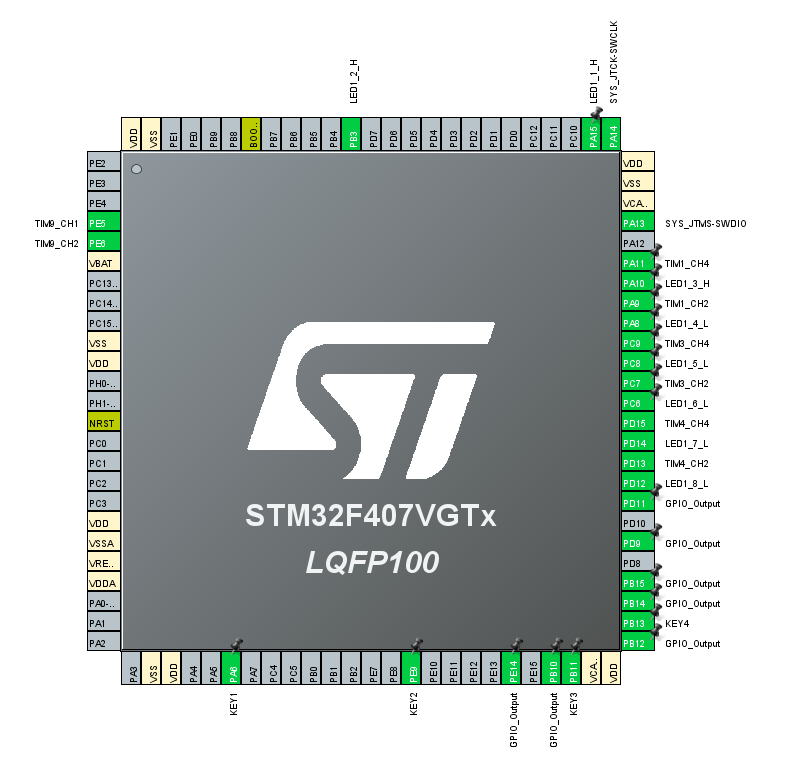 LED1_2_H
LED1_1_H
SYS_JTCK-SWCLK
VDD
VSS
PE1
PE0
PB9
PB8
BOO..
PB7
PB6
PB5
PB4
PB3
PD7
PD6
PD5
PD4
PD3
PD2
PD1
PD0
PC12
PC11
PC10
PA15
PA14
PE2
PE3
PE4
TIM9_CH1 PE5
TIM9_CH2 PE6
VBAT
PC13..
PC14..
PC15..
VSS
VDD
PH0-..
PH1-..
NRST
PC0
PC1
PC2
PC3
VDD
VSSA
VRE..
VDDA
PA0-..
PA1
PA2
STM32F407VGTx
LQFP100
VDD
VSS
VCA..
PA13 SYS_JTMS-SWDIO
PA12
PA11 TIM1_CH4
PA10 LED1_3_H
PA9 TIM1_CH2
PA8 LED1_4_L
PC9 TIM3_CH4
PC8 LED1_5_L
PC7 TIM3_CH2
PC6 LED1_6_L
PD15 TIM4_CH4
PD14 LED1_7_L
PD13 TIM4_CH2
PD12 LED1_8_L
PD11 GPIO_Output
PD10
PD9 GPIO_Output
PD8
PB15 GPIO_Output
PB14 GPIO_Output
PB13 KEY4
PB12 GPIO_Output
PA3
VSS
VDD
PA4
PA5
PA6
PA7
PC4
PC5
PB0
PB1
PB2
PE7
PE8
PE9
PE10
PE11
PE12
PE13
PE14
PE15
PB10
PB11
VCA..
VDD
KEY1
KEY2
GPIO_Output
GPIO_Output
KEY3